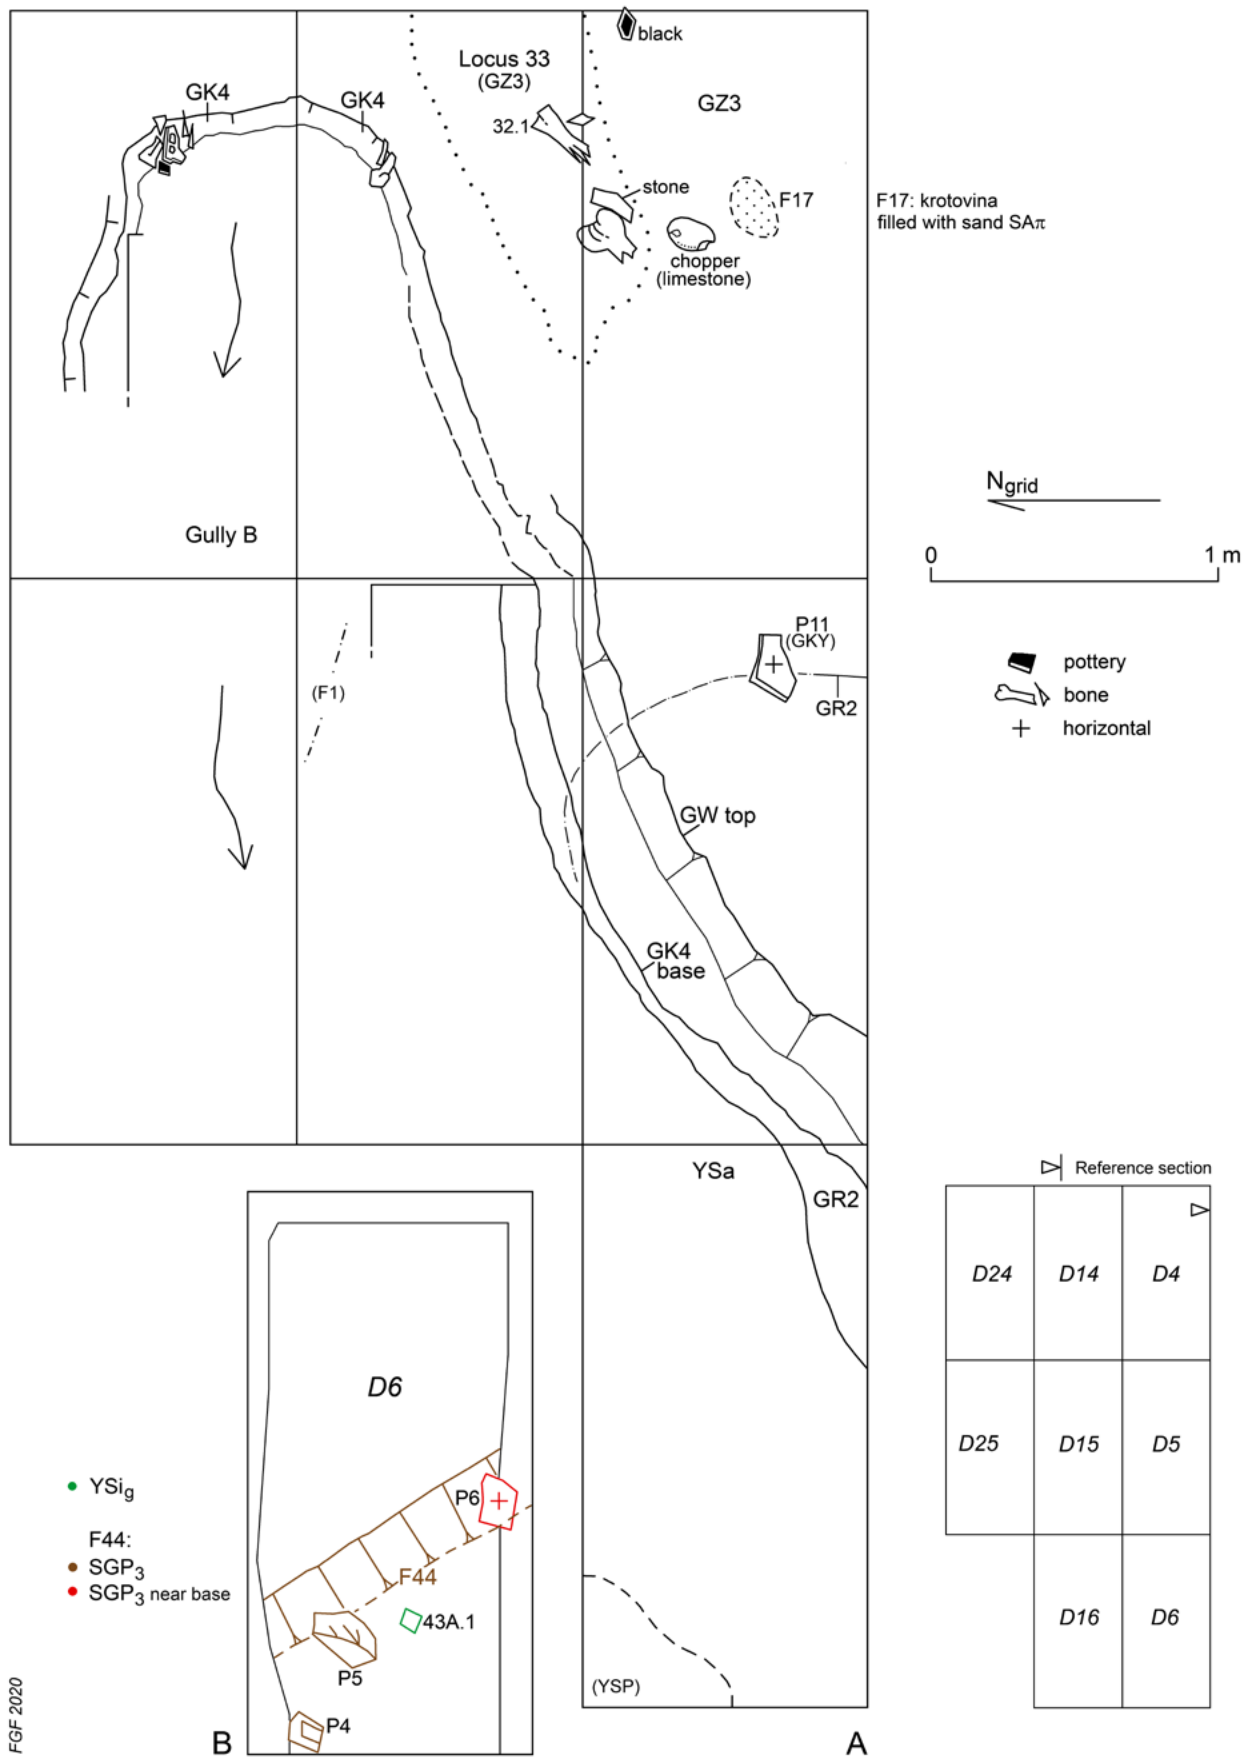 black
Locus 33
(GZ3)
GK4
GK4
GZ3
32.1
stone
F17
F17: krotovina
filled with sand SAπ
chopper
(limestone)
Ngrid
Gully B
0 1 m
P11
(GKY)
pottery
(F1)
bone
GR2
horizontal
GW top
GK4
base
YSa
Reference section
GR2
D24 D14 D4
D6
D25 D15 D5
YSig
P6
F44:
SGP3
F44
SGP3 near base
43A.1
D16 D6
P5
(YSP)
P4
FGF 2020
B
A